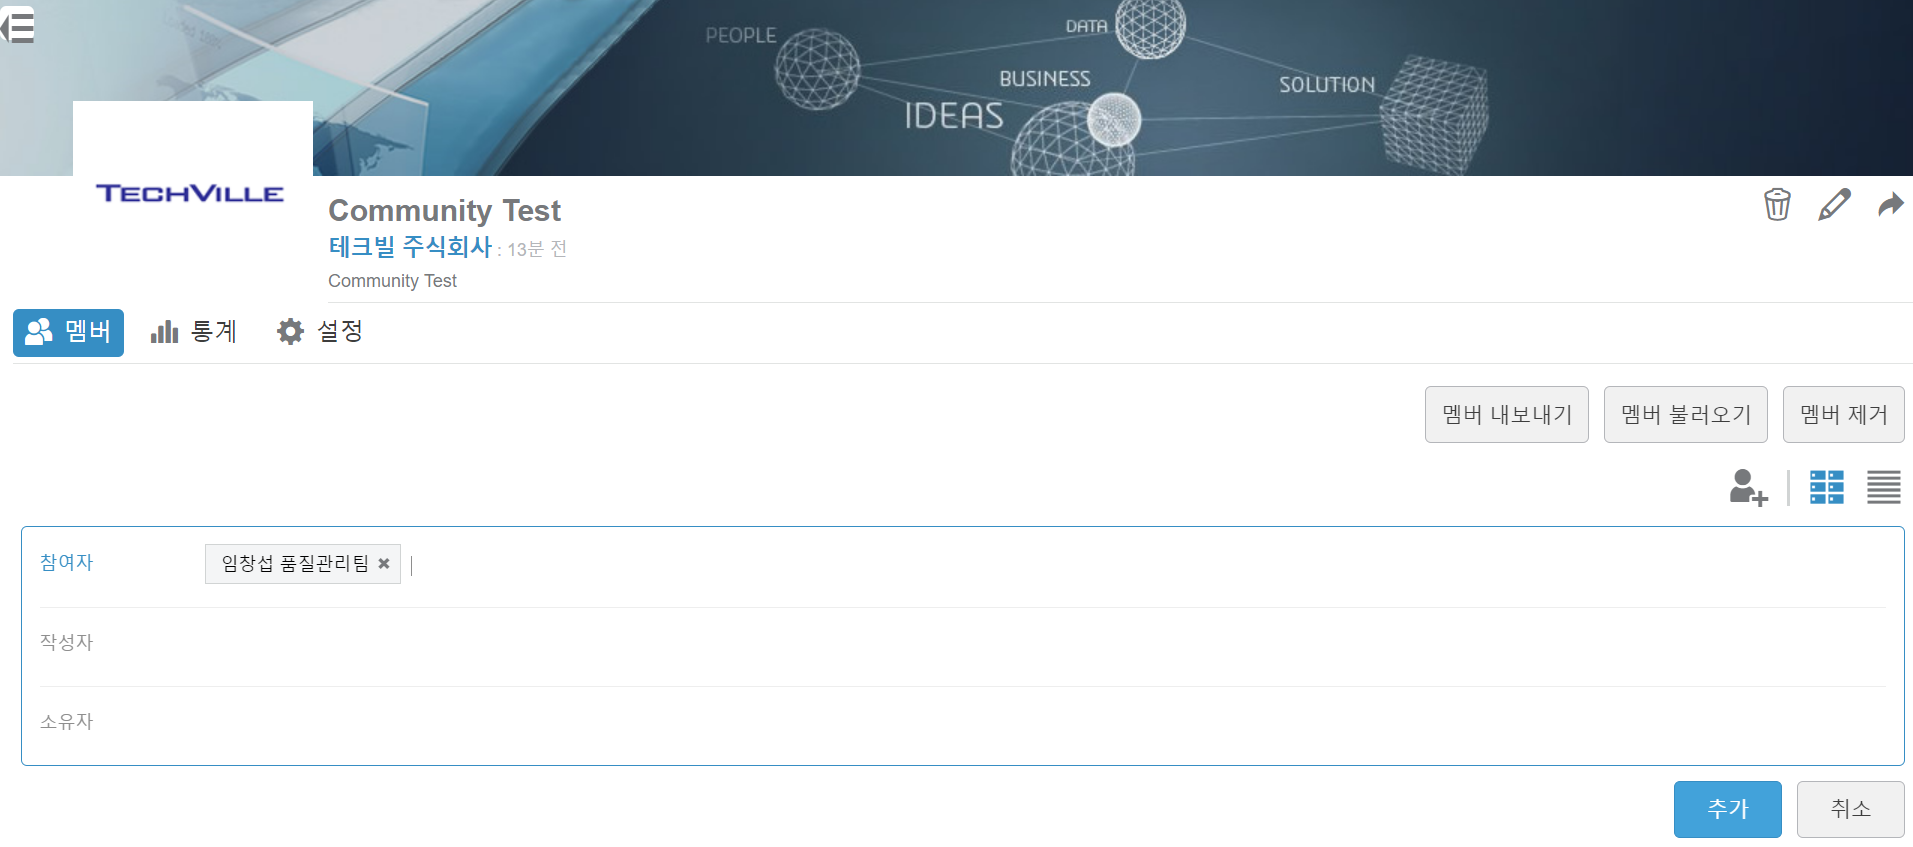 PEOPLE
DATA
BUSINESS
IDEAS
SOLUTION
TECHVILLE
Community Test
테크빌 주식회사 : 13분 전
Community Test
멤버 통계 설정
멤버 내보내기 멤버 불러오기 멤버 제거
참여자 임창섭 품질관리팀
작성자
소유자
추가 취소